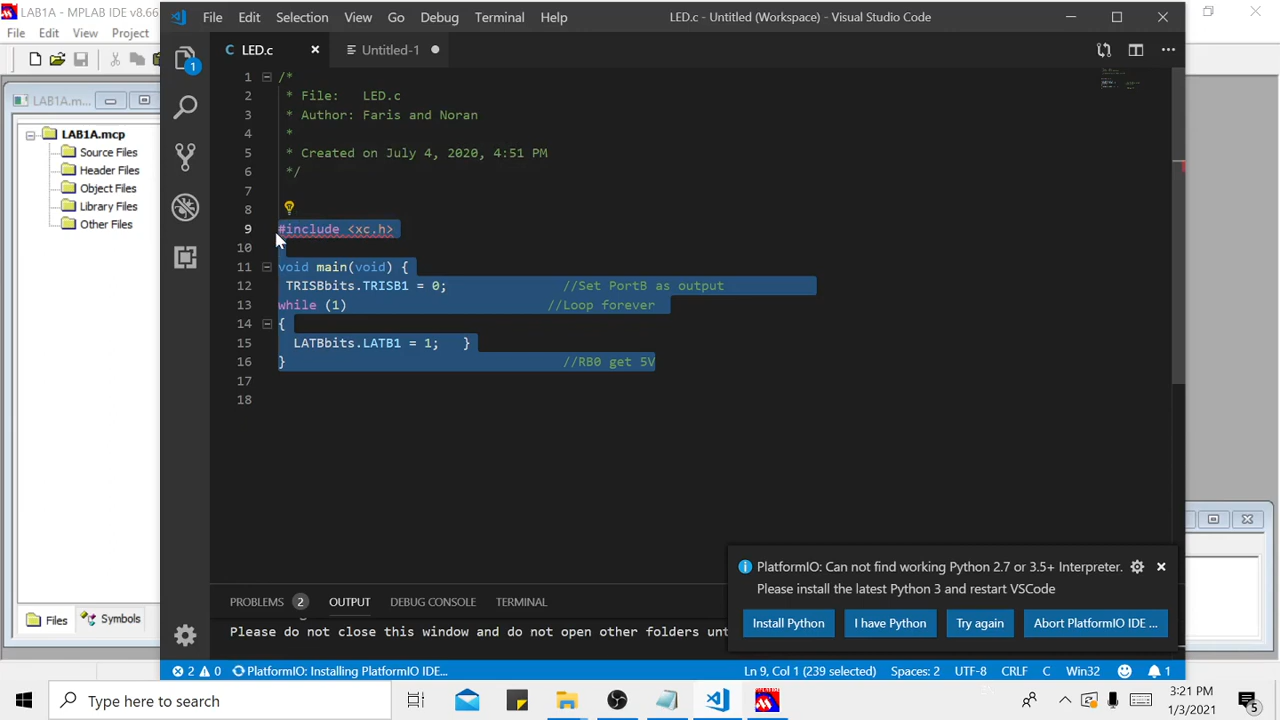 LAB1A - MPLAB IDE v8.66
File Edit View Project
LAB1A.m...
LAB1A.mcp
Source Files
Header Files
Object Files
Library Files
Other Files
Files
Symbols
File Edit Selection View Go Debug Terminal Help
LED.c - Untitled (Workspace) - Visual Studio Code
1
C LED.c
Untitled-1
1 /*
2 * File: LED.c
3 * Author: Faris and Noran
4 *
5 * Created on July 4, 2020, 4:51 PM
6 */
7
8
9 #include <xc.h>
10
11 void main(void) {
12 TRISBbits.TRISB1 = 0; //Set PortB as output
13 while (1) //Loop forever
14 {
15 LATBbits.LATB1 = 1; }
16 } //RB0 get 5V
17
18
PlatformIO: Can not find working Python 2.7 or 3.5+ Interpreter.
Please install the latest Python 3 and restart VSCode
Install Python
I have Python
Try again
Abort PlatformIO IDE ...
PROBLEMS 2 OUTPUT DEBUG CONSOLE TERMINAL
Please do not close this window and do not open other folders unt
2 0 PlatformIO: Installing PlatformIO IDE...
Ln 9, Col 1 (239 selected) Spaces: 2 UTF-8 CRLF C Win32 1
Type here to search
3:21 PM
1/3/2021
5